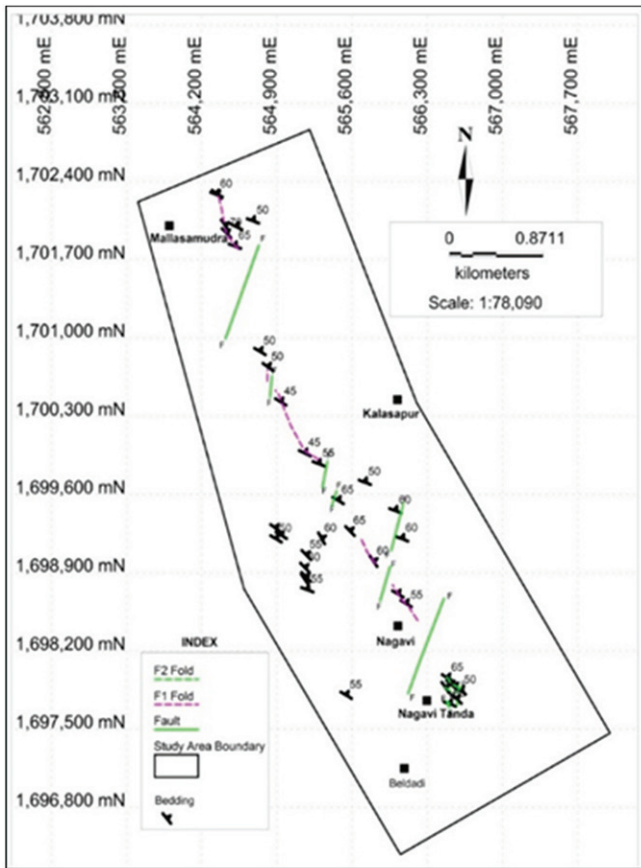 1,703,800 mN
562,800 mE
563,500 mE
564,200 mE
564,900 mE
565,600 mE
566,300 mE
567,000 mE
567,700 mE
1,703,100 mN
N
1,702,400 mN
60
50
Mallasamudra
65
F
0 0.8711
kilometers
Scale: 1:78,090
1,701,700 mN
1,701,000 mN
F
50
50
F
45
1,700,300 mN
F
Kalasapur
45
55
50
1,699,600 mN
65
60
65
60
60
60
55
1,698,900 mN
55
55
F
1,698,200 mN
INDEX
Nagavi
F2 Fold
F1 Fold
Fault
Study Area Boundary
Bedding
65
50
55
F
Nagavi Tanda
1,697,500 mN
Beldadi
1,696,800 mN